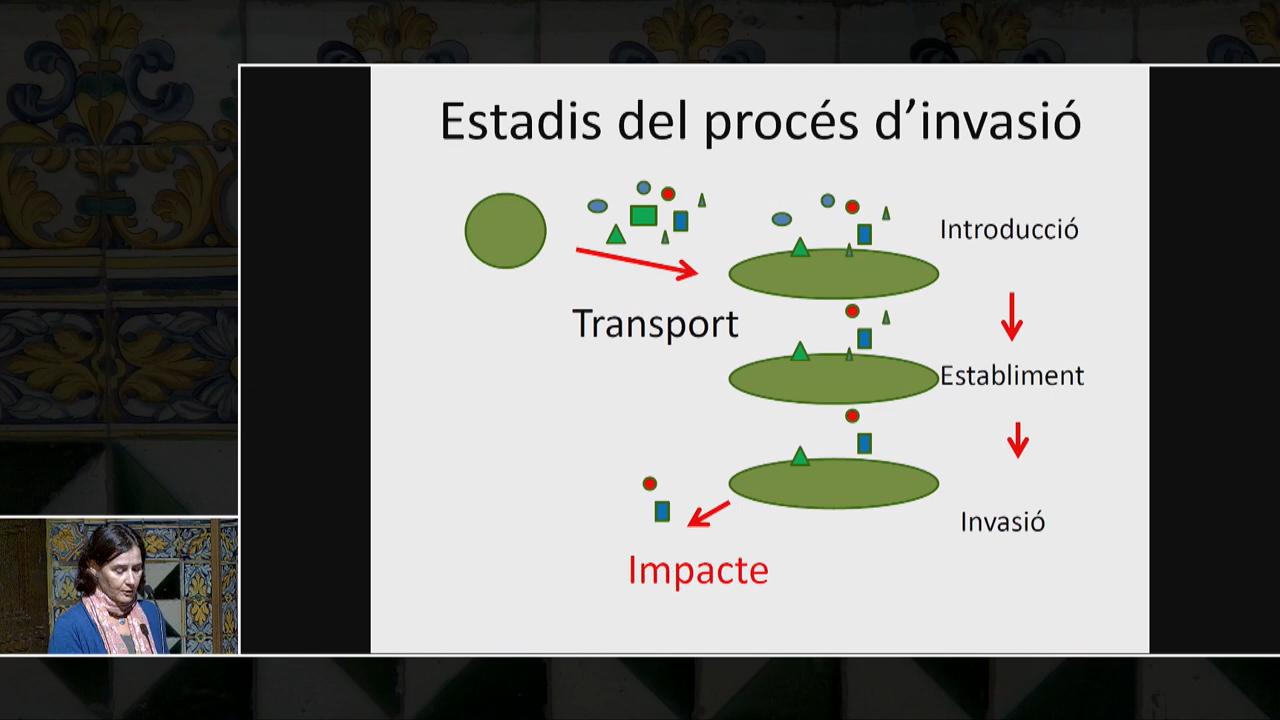 Estadis del procés d’invasió
Introducció
Transport
Establiment
Invasió
Impacte